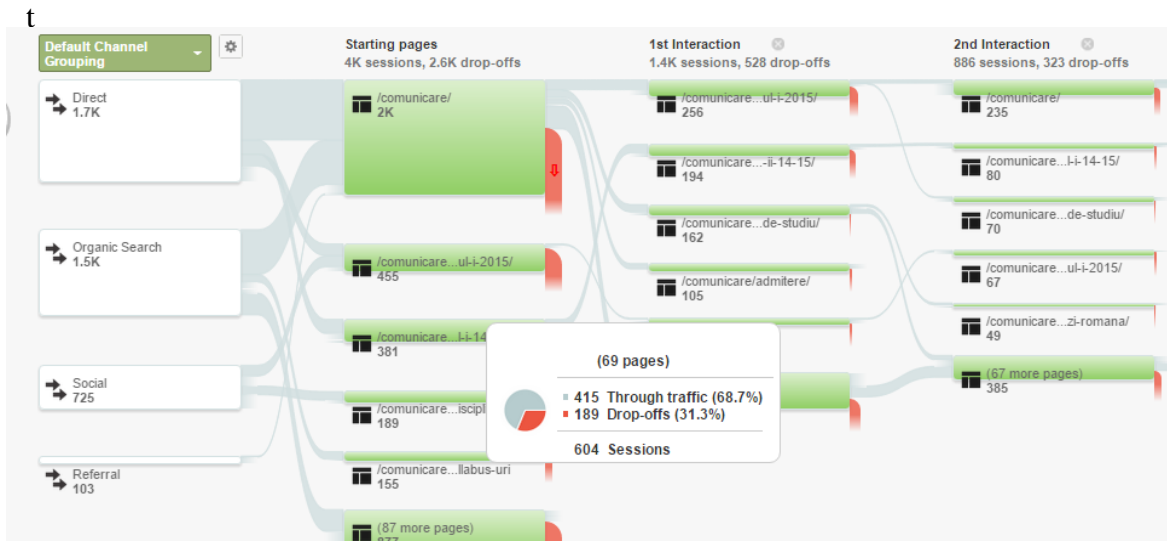 t
Default Channel
Grouping
Starting pages
4K sessions, 2.6K drop-offs
1st Interaction
1.4K sessions, 528 drop-offs
2nd Interaction
886 sessions, 323 drop-offs
Direct
1.7K
Organic Search
1.5K
Social
725
Referral
103
/comunicare/
2K
/comunicare...ul-i-2015/
455
/comunicare...l-i-14
381
/comunicare...iscipl
189
/comunicare...llabus-uri
155
(87 more pages)
877
/comunicare...ul-i-2015/
256
/comunicare...-ii-14-15/
194
/comunicare...de-studiu/
162
/comunicare/admitere/
105
(69 pages)
415 Through traffic (68.7%)
189 Drop-offs (31.3%)
604 Sessions
/comunicare/
235
/comunicare...l-i-14-15/
80
/comunicare...de-studiu/
70
/comunicare...ul-i-2015/
67
/comunicare...zi-romana/
49
(67 more pages)
385